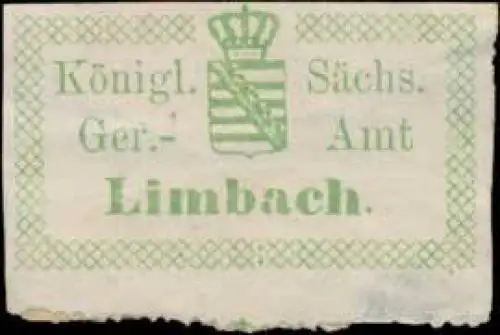 Königl. Sächs.
Ger.- Amt
Limbach.